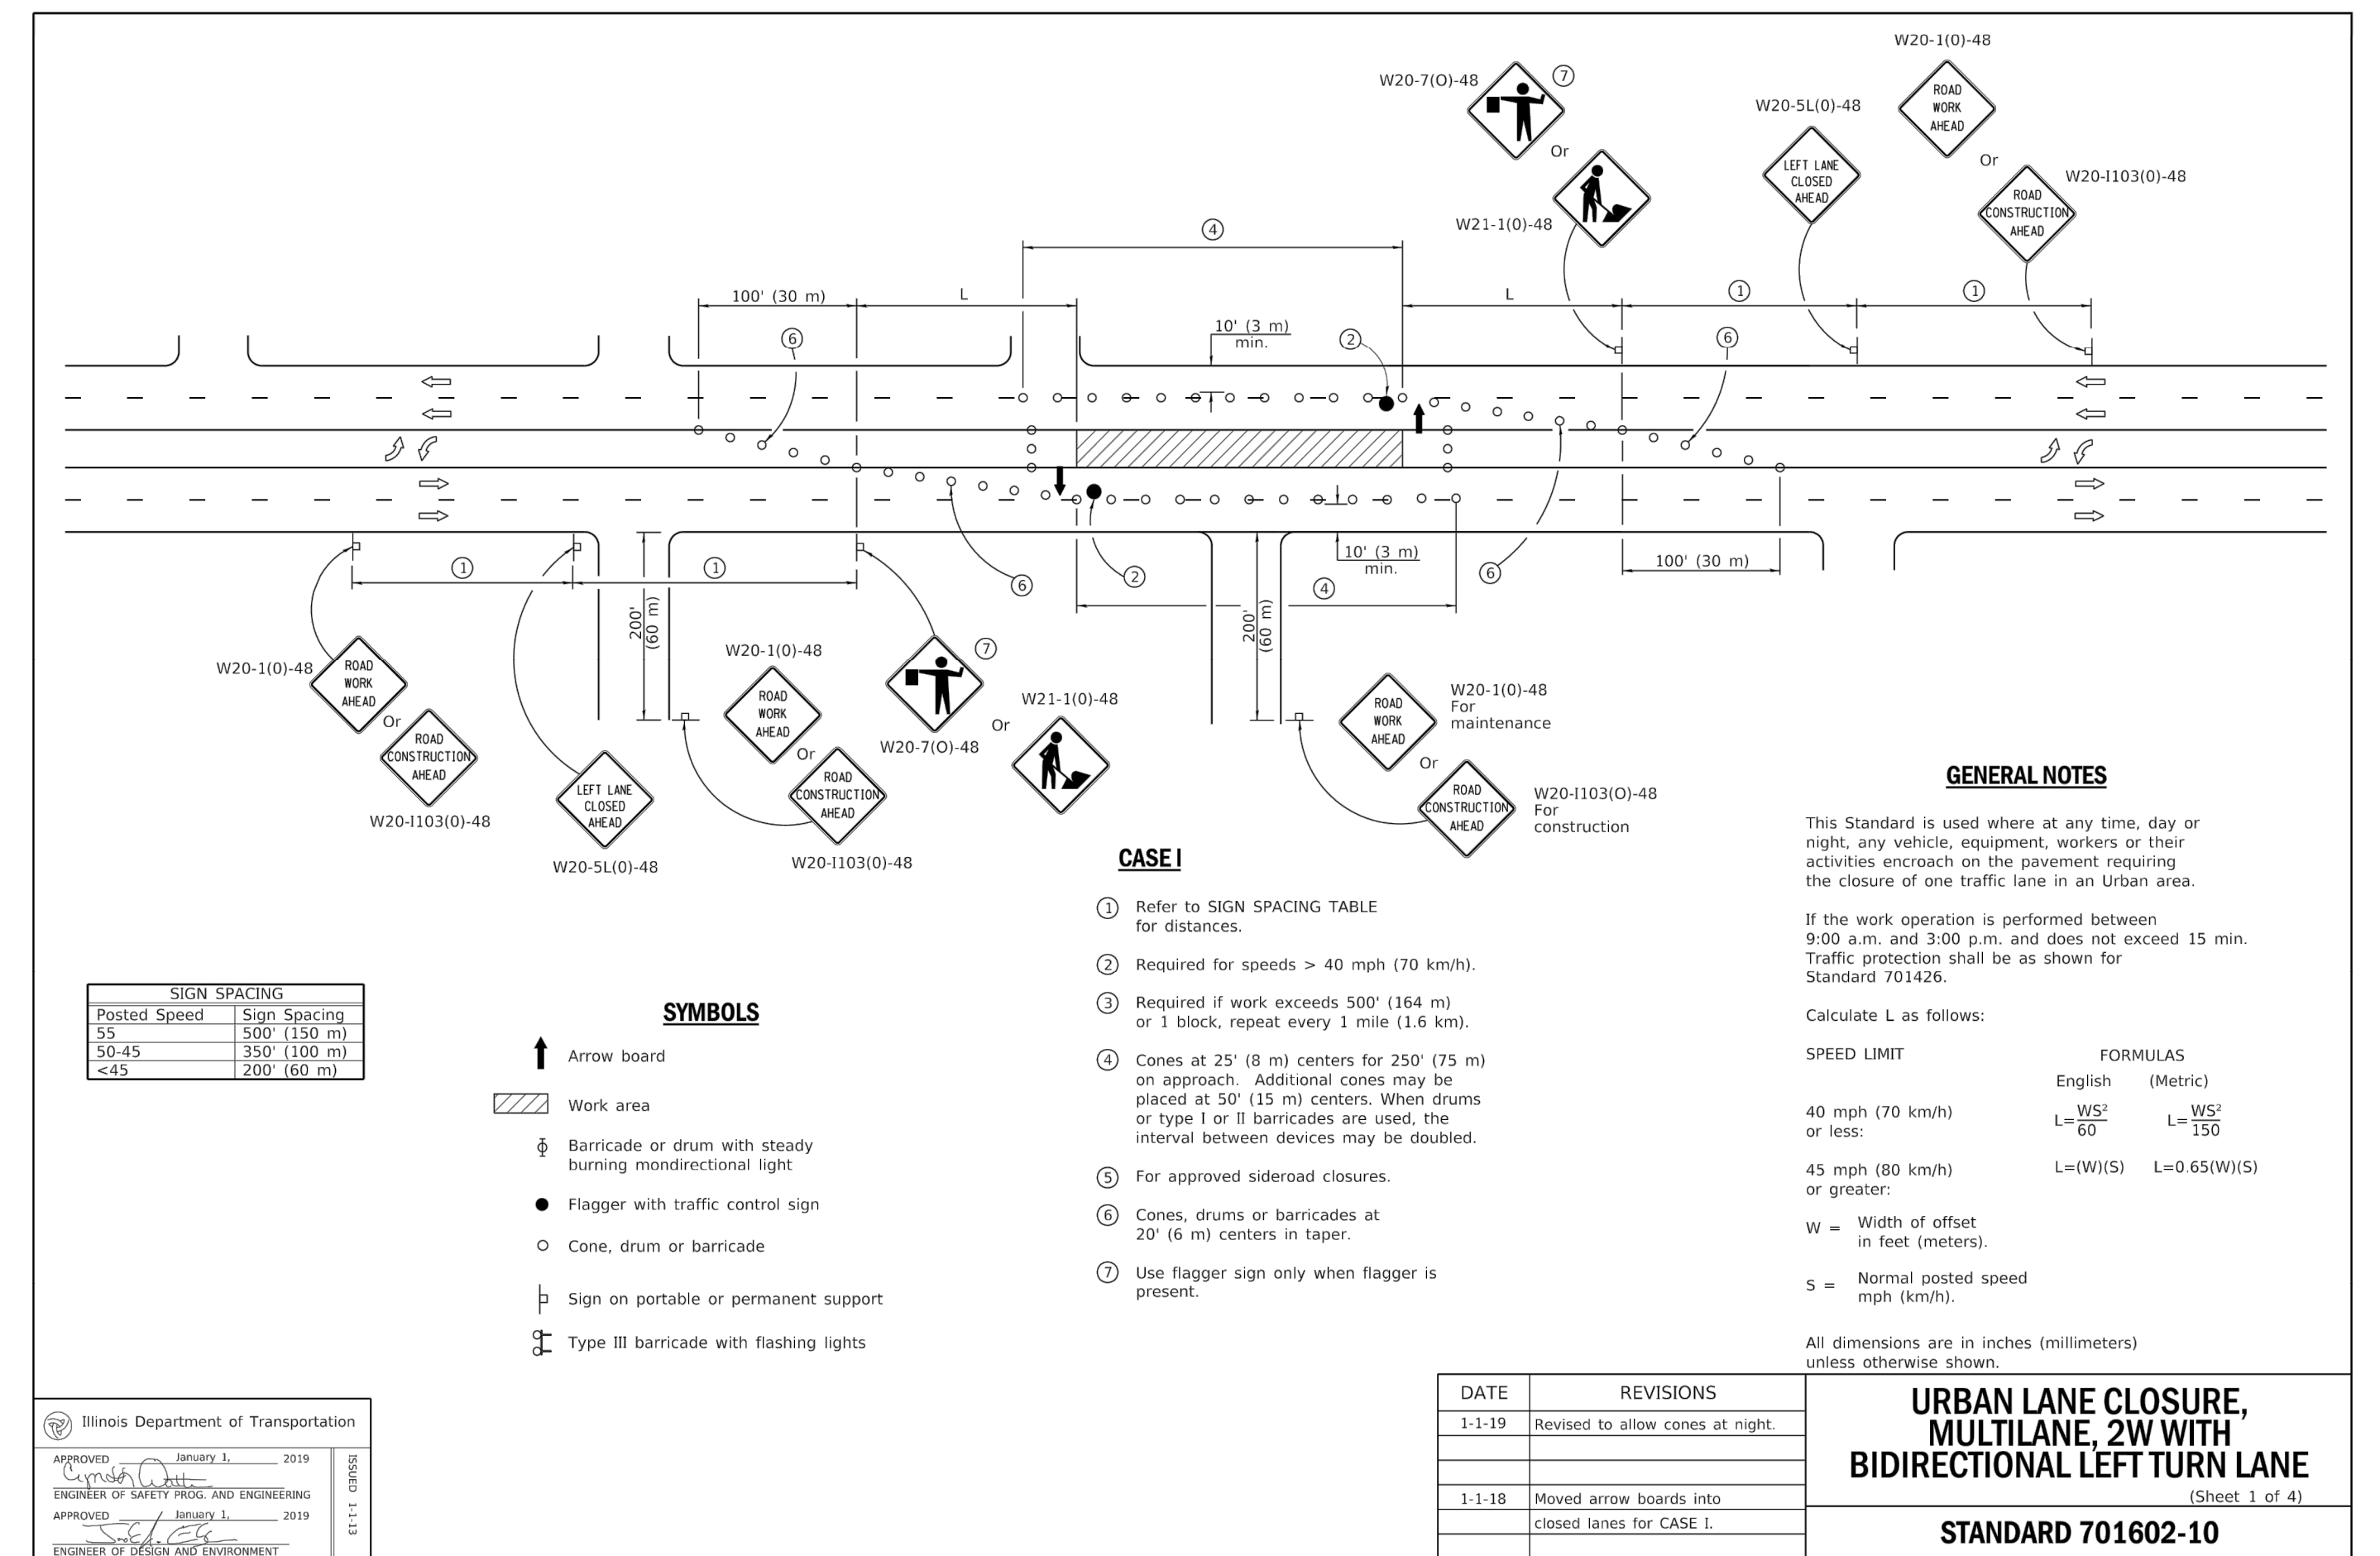 W20-1(0)-48
W20-7(O)-48
7
ROAD
WORK
AHEAD
W20-5L(0)-48
Or
LEFT LANE
CLOSED
AHEAD
Or
W20-I103(0)-48
ROAD
CONSTRUCTION
AHEAD
W21-1(0)-48
4
100' (30 m)
L
L
1
1
10' (3 m)
min.
6
2
6
1
1
200'
(60 m)
6
2
10' (3 m)
min.
4
6
100' (30 m)
200'
(60 m)
W20-1(0)-48
ROAD
WORK
AHEAD
Or
ROAD
CONSTRUCTION
AHEAD
W20-I103(0)-48
LEFT LANE
CLOSED
AHEAD
W20-5L(0)-48
W20-1(0)-48
ROAD
WORK
AHEAD
Or
ROAD
CONSTRUCTION
AHEAD
W20-I103(0)-48
7
W20-7(O)-48
Or
W21-1(0)-48
ROAD
WORK
AHEAD
W20-1(0)-48
For
maintenance
Or
ROAD
CONSTRUCTION
AHEAD
W20-I103(O)-48
For
construction
SIGN SPACING
Posted Speed Sign Spacing
55 500' (150 m)
50-45 350' (100 m)
<45 200' (60 m)
SYMBOLS
Arrow board
Work area
Barricade or drum with steady
burning mondirectional light
Flagger with traffic control sign
Cone, drum or barricade
Sign on portable or permanent support
Type III barricade with flashing lights
CASE I
1 Refer to SIGN SPACING TABLE
for distances.
2 Required for speeds > 40 mph (70 km/h).
3 Required if work exceeds 500' (164 m)
or 1 block, repeat every 1 mile (1.6 km).
4 Cones at 25' (8 m) centers for 250' (75 m)
on approach. Additional cones may be
placed at 50' (15 m) centers. When drums
or type I or II barricades are used, the
interval between devices may be doubled.
5 For approved sideroad closures.
6 Cones, drums or barricades at
20' (6 m) centers in taper.
7 Use flagger sign only when flagger is
present.
GENERAL NOTES
This Standard is used where at any time, day or
night, any vehicle, equipment, workers or their
activities encroach on the pavement requiring
the closure of one traffic lane in an Urban area.
If the work operation is performed between
9:00 a.m. and 3:00 p.m. and does not exceed 15 min.
Traffic protection shall be as shown for
Standard 701426.
Calculate L as follows:
SPEED LIMIT FORMULAS
English (Metric)
40 mph (70 km/h)
or less:
L=WS²/60 L=WS²/150
45 mph (80 km/h)
or greater:
L=(W)(S) L=0.65(W)(S)
W = Width of offset
in feet (meters).
S = Normal posted speed
mph (km/h).
All dimensions are in inches (millimeters)
unless otherwise shown.
Illinois Department of Transportation
APPROVED January 1, 2019
ENGINEER OF SAFETY PROG. AND ENGINEERING
APPROVED January 1, 2019
ENGINEER OF DESIGN AND ENVIRONMENT
ISSUED 1-1-13
DATE REVISIONS
1-1-19 Revised to allow cones at night.
1-1-18 Moved arrow boards into
closed lanes for CASE I.
URBAN LANE CLOSURE,
MULTILANE, 2W WITH
BIDIRECTIONAL LEFT TURN LANE
(Sheet 1 of 4)
STANDARD 701602-10